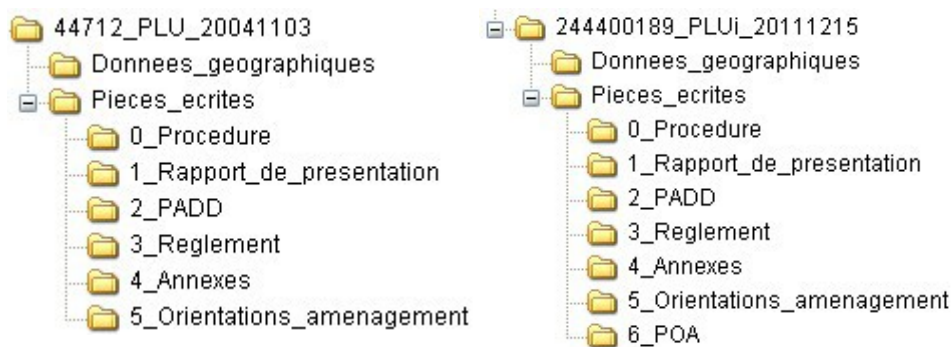 44712_PLU_20041103
Donnees_geographiques
Pieces_ecrites
0_Procedure
1_Rapport_de_presentation
2_PADD
3_Reglement
4_Annexes
5_Orientations_amenagement
244400189_PLUi_20111215
Donnees_geographiques
Pieces_ecrites
0_Procedure
1_Rapport_de_presentation
2_PADD
3_Reglement
4_Annexes
5_Orientations_amenagement
6_POA